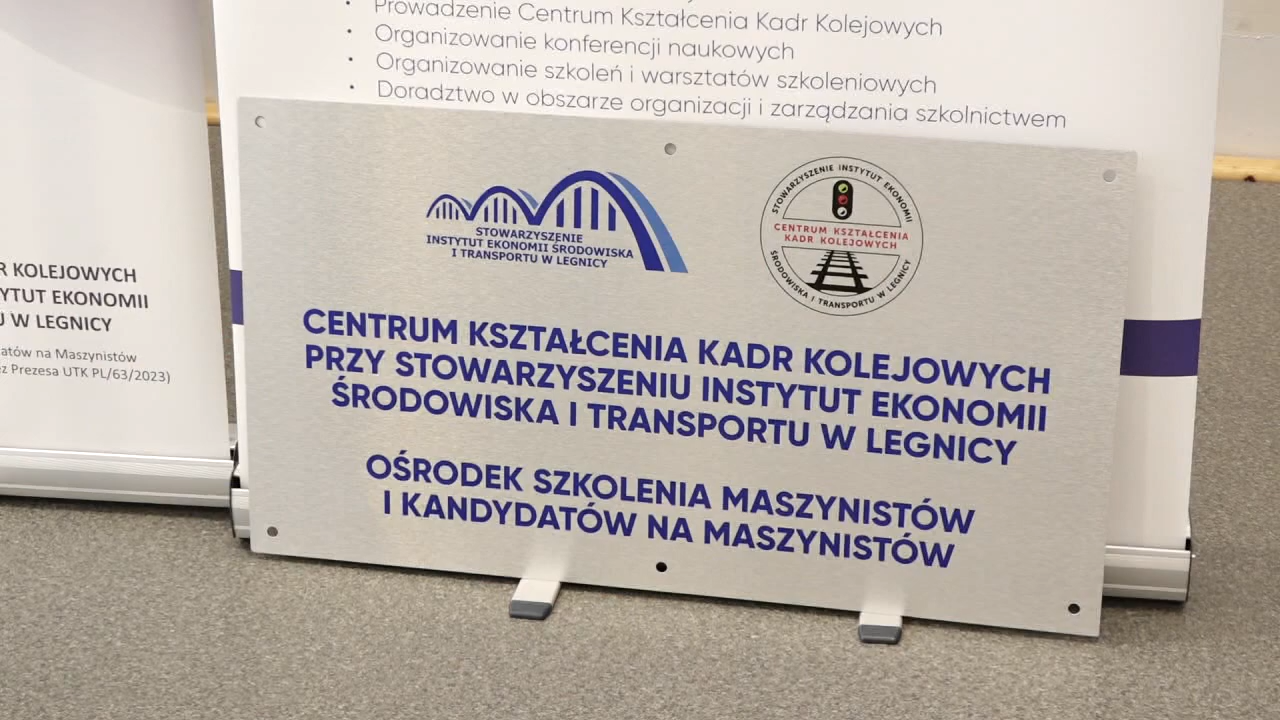 Prowadzenie Centrum Kształcenia Kadr Kolejowych
Organizowanie konferencji naukowych
Organizowanie szkoleń i warsztatów szkoleniowych
Doradztwo w obszarze organizacji i zarządzania szkolnictwem
R KOLEJOWYCH
YTUT EKONOMII
U W LEGNICY
atów na Maszynistów
ez Prezesa UTK PL/63/2023)
STOWARZYSZENIE
INSTYTUT EKONOMII ŚRODOWISKA
I TRANSPORTU W LEGNICY
STOWARZYSZENIE INSTYTUT EKONOMII
CENTRUM KSZTAŁCENIA
KADR KOLEJOWYCH
ŚRODOWISKA I TRANSPORTU W LEGNICY
CENTRUM KSZTAŁCENIA KADR KOLEJOWYCH
PRZY STOWARZYSZENIU INSTYTUT EKONOMII
ŚRODOWISKA I TRANSPORTU W LEGNICY
OŚRODEK SZKOLENIA MASZYNISTÓW
I KANDYDATÓW NA MASZYNISTÓW